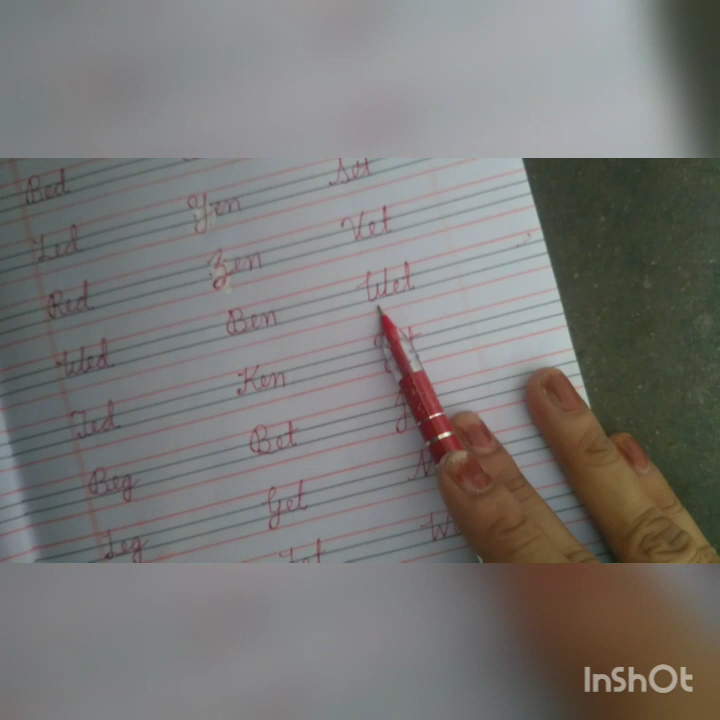 Bed Yen Set
Led Zen Vet
Red Ben Wet
Wed Ken
Ted Bet
Beg Get
Leg
InShOt